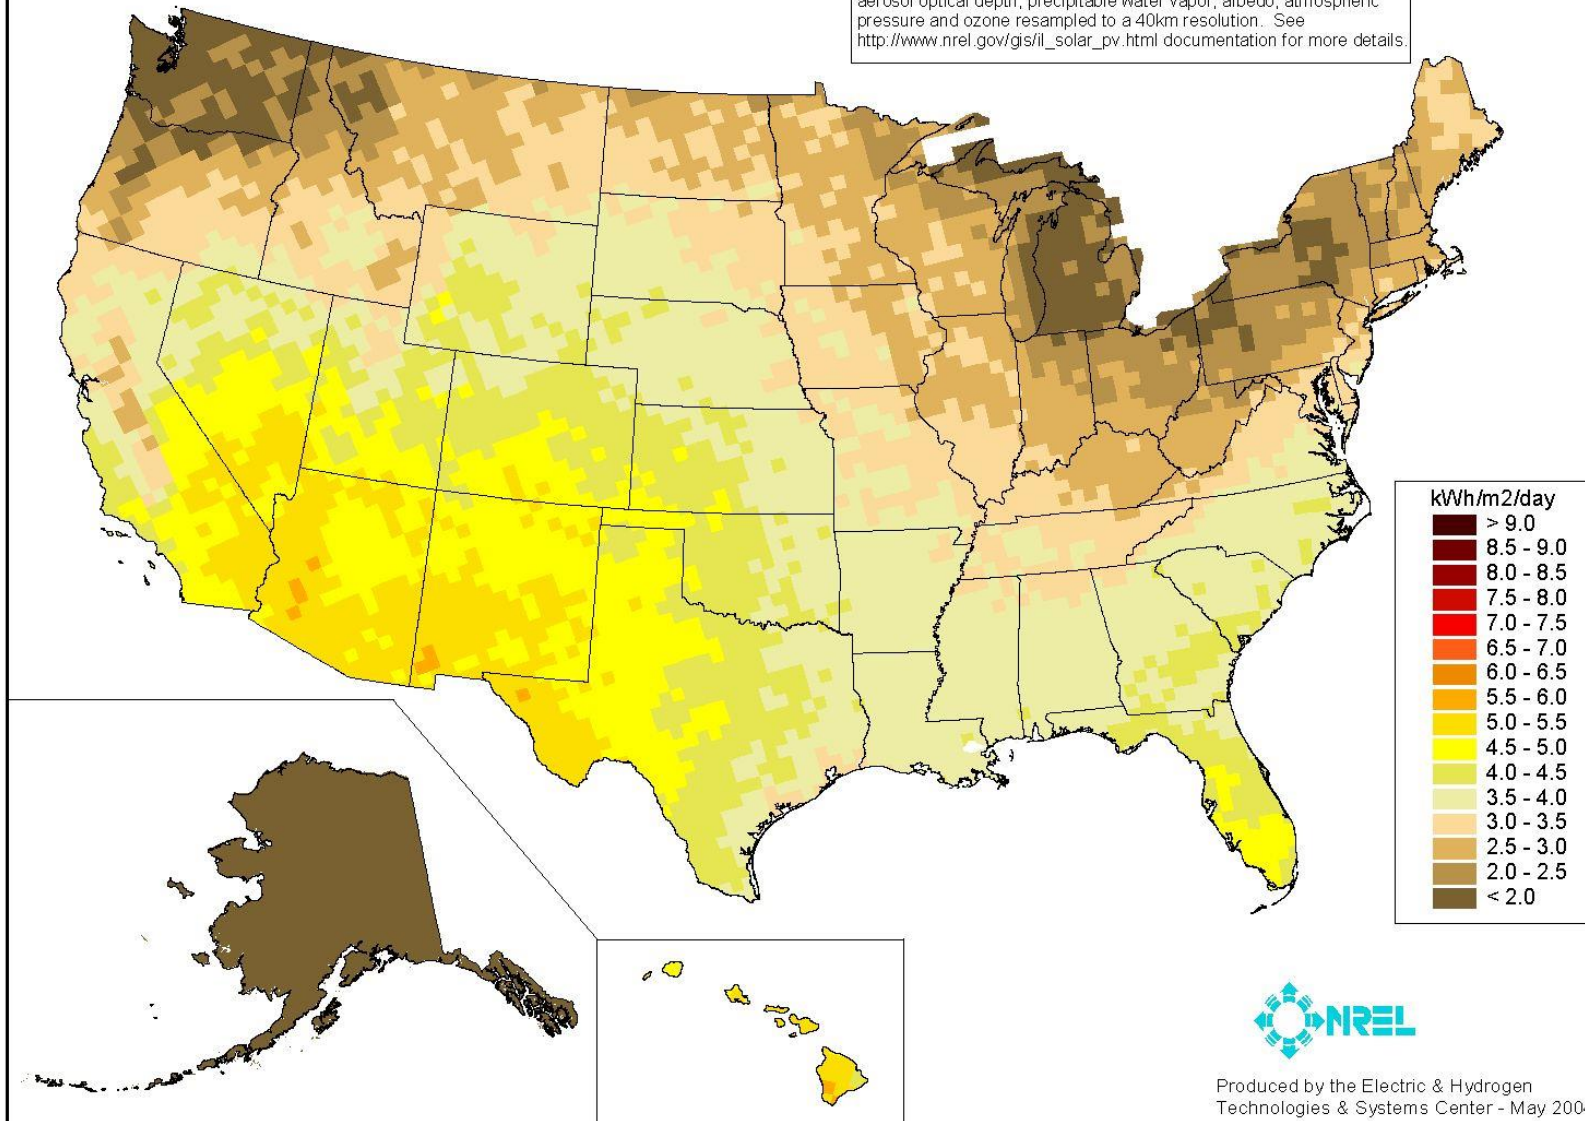 aerosol optical depth, precipitable water vapor, albedo, atmospheric
pressure and ozone resampled to a 40km resolution. See
http://www.nrel.gov/gis/il_solar_pv.html documentation for more details.
kWh/m2/day
> 9.0
8.5 - 9.0
8.0 - 8.5
7.5 - 8.0
7.0 - 7.5
6.5 - 7.0
6.0 - 6.5
5.5 - 6.0
5.0 - 5.5
4.5 - 5.0
4.0 - 4.5
3.5 - 4.0
3.0 - 3.5
2.5 - 3.0
2.0 - 2.5
< 2.0
NREL
Produced by the Electric & Hydrogen
Technologies & Systems Center - May